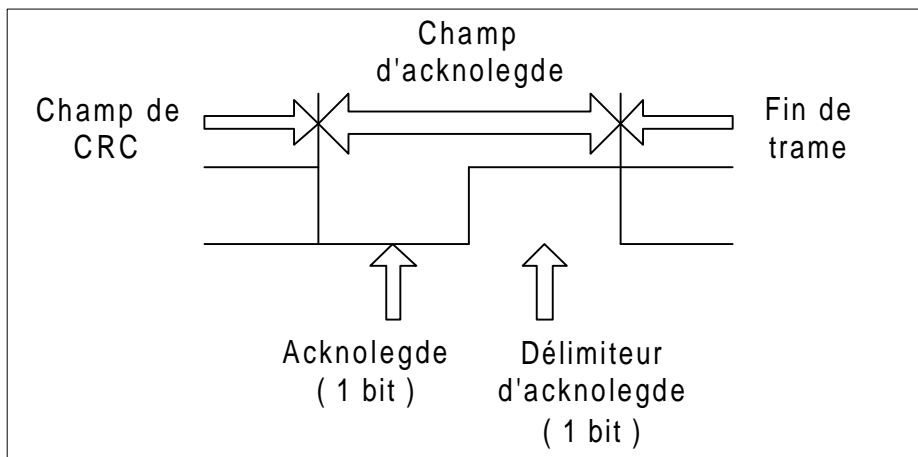 Champ
d'acknolegde
Champ de
CRC
Fin de
trame
Acknolegde
( 1 bit )
Délimiteur
d'acknolegde
( 1 bit )